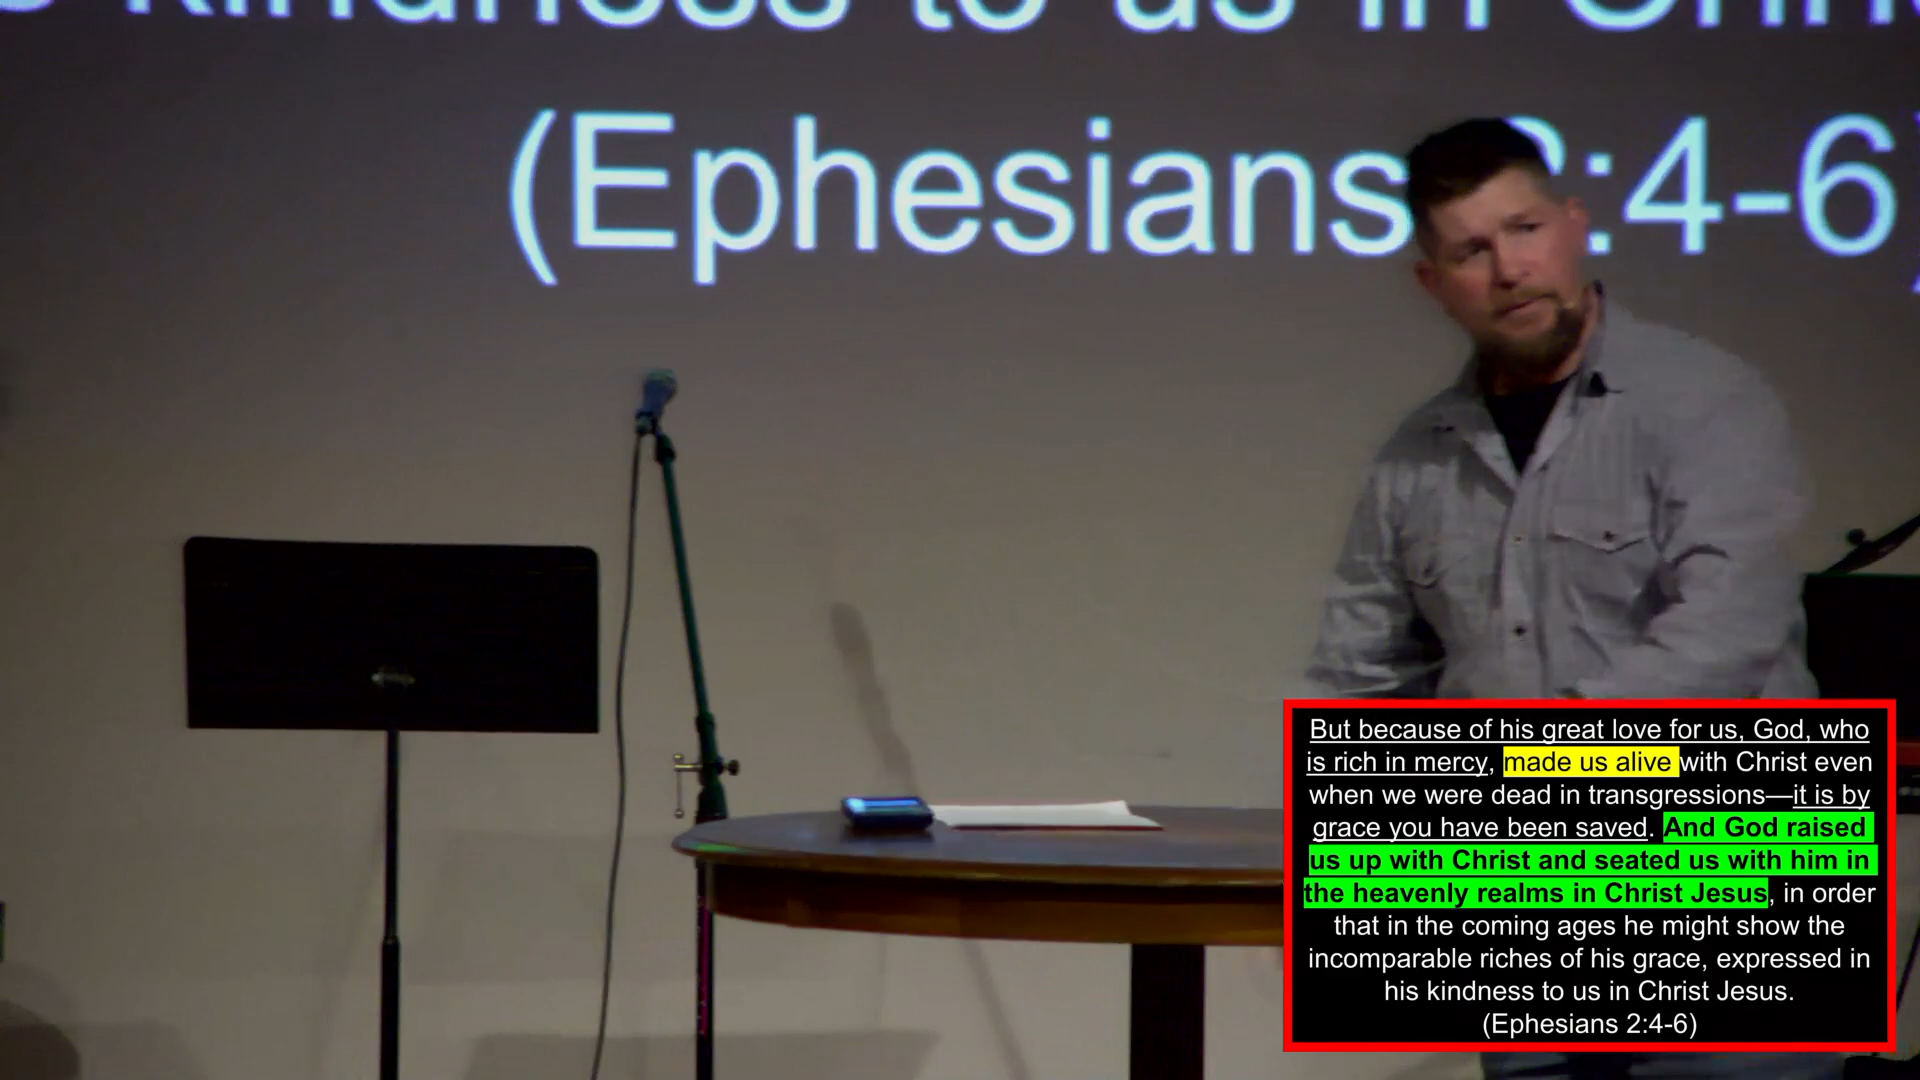 kindness to us in
(Ephesians :4-6)
But because of his great love for us, God, who
is rich in mercy, made us alive with Christ even
when we were dead in transgressions—it is by
grace you have been saved. And God raised
us up with Christ and seated us with him in
the heavenly realms in Christ Jesus, in order
that in the coming ages he might show the
incomparable riches of his grace, expressed in
his kindness to us in Christ Jesus.
(Ephesians 2:4-6)